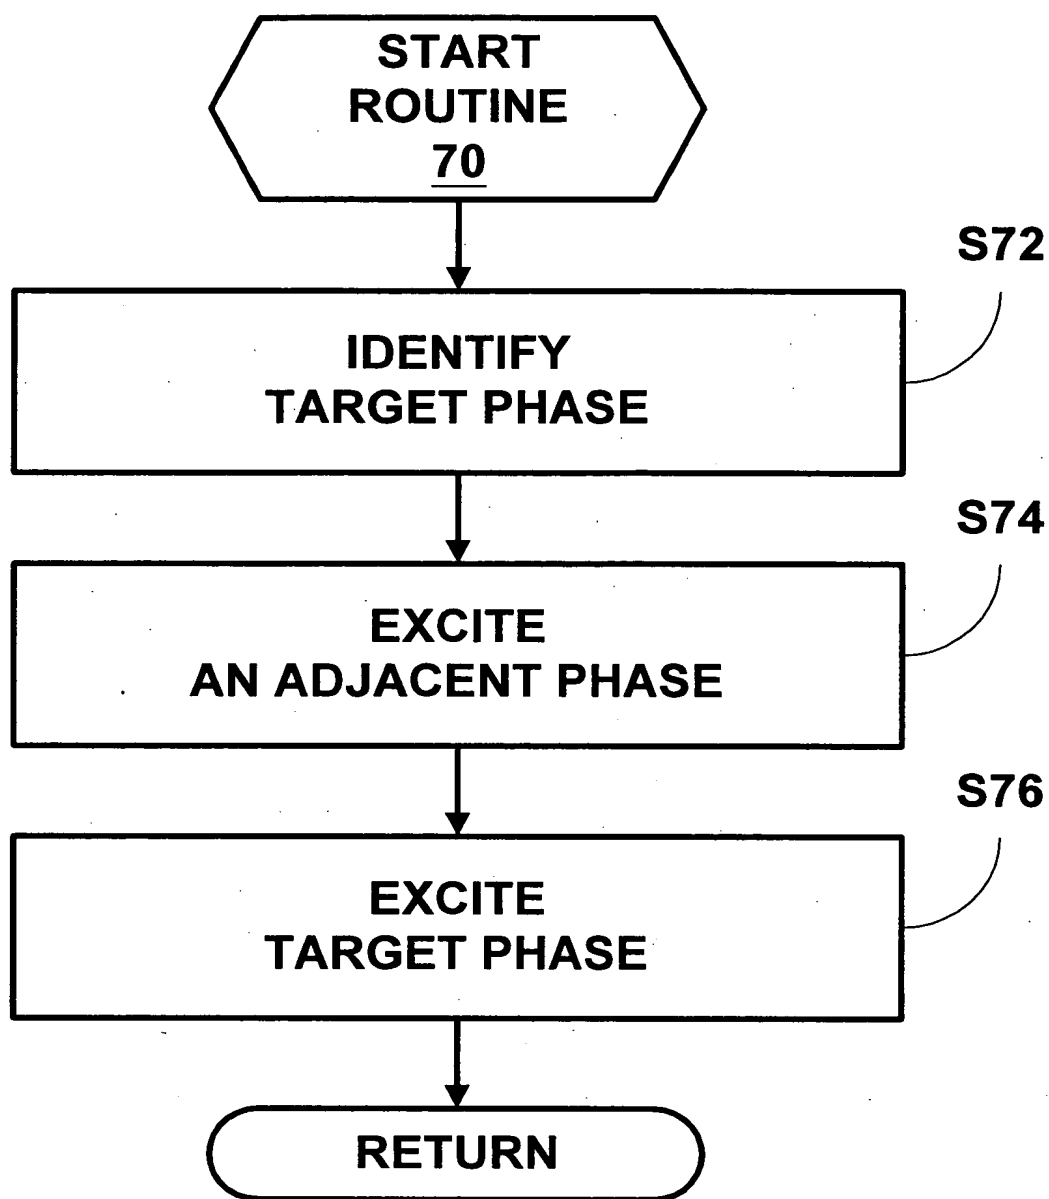 START
ROUTINE
70
S72
IDENTIFY
TARGET PHASE
S74
EXCITE
AN ADJACENT PHASE
S76
EXCITE
TARGET PHASE
RETURN